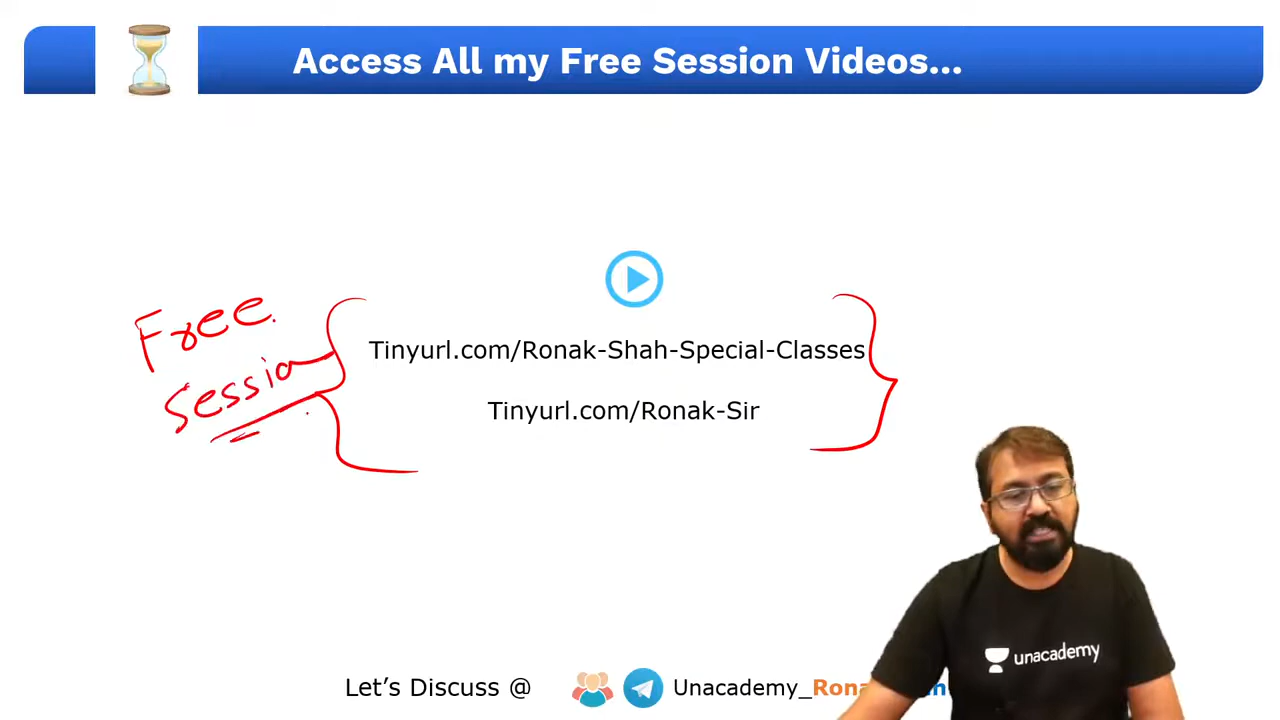 Access All my Free Session Videos...
Free
Session
Tinyurl.com/Ronak-Shah-Special-Classes
Tinyurl.com/Ronak-Sir
unacademy
Let's Discuss @